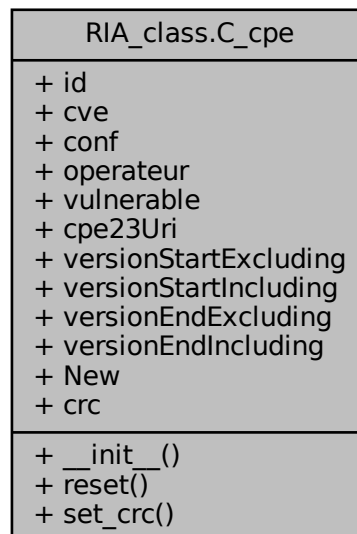 RIA_class.C_cpe
+ id
+ cve
+ conf
+ operateur
+ vulnerable
+ cpe23Uri
+ versionStartExcluding
+ versionStartIncluding
+ versionEndExcluding
+ versionEndIncluding
+ New
+ crc
+ __init__()
+ reset()
+ set_crc()